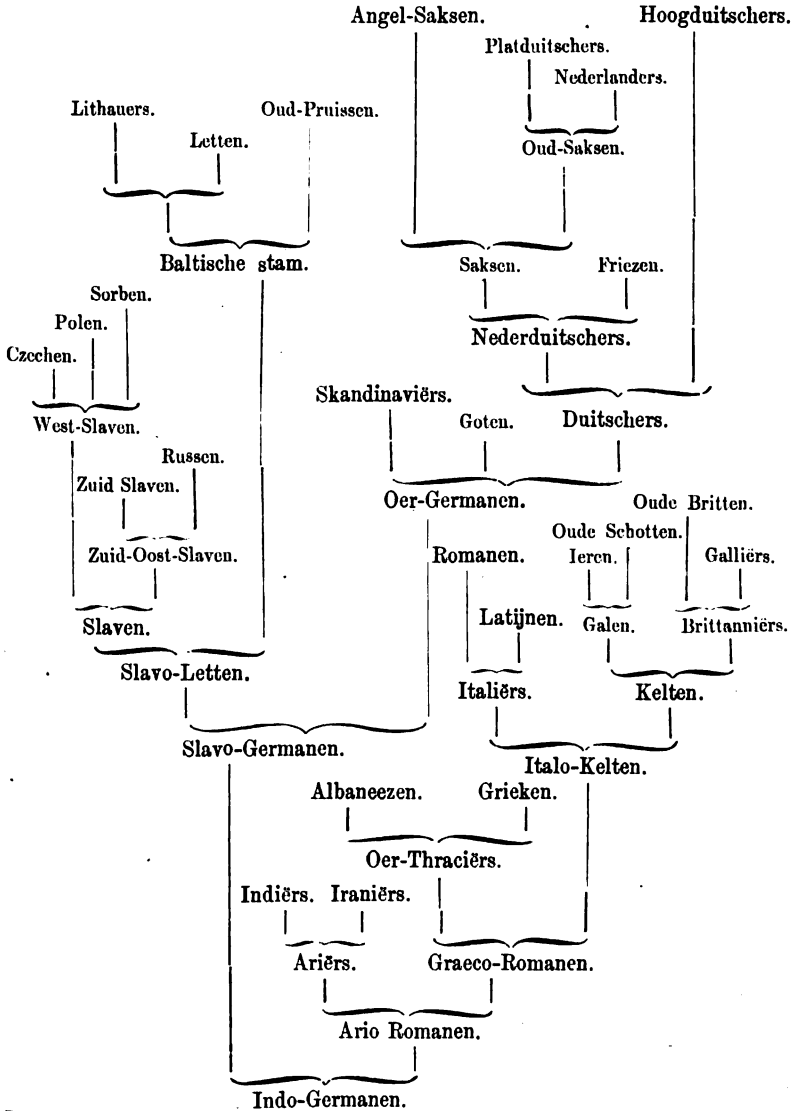 Angel-Saksen. Hoogduitschers.
Platduitschers.
Nederlanders.
Lithauers. Oud-Pruissen.
Letten.
Oud-Saksen.
Baltische stam. Saksen. Friezen.
Sorben.
Polen.
Nederduitschers.
Czechen.
Skandinaviërs.
West-Slaven. Goten. Duitschers.
Russen.
Zuid Slaven.
Oer-Germanen. Oude Britten.
Oude Schotten.
Zuid-Oost-Slaven. Romanen. Ieren. Galliërs.
Latijnen.
Slaven. Galen. Brittanniërs.
Slavo-Letten.
Italiërs. Kelten.
Slavo-Germanen.
Italo-Kelten.
Albaneezen. Grieken.
Oer-Thraciërs.
Indiërs. Iraniërs.
Ariërs. Graeco-Romanen.
Ario Romanen.
Indo-Germanen.